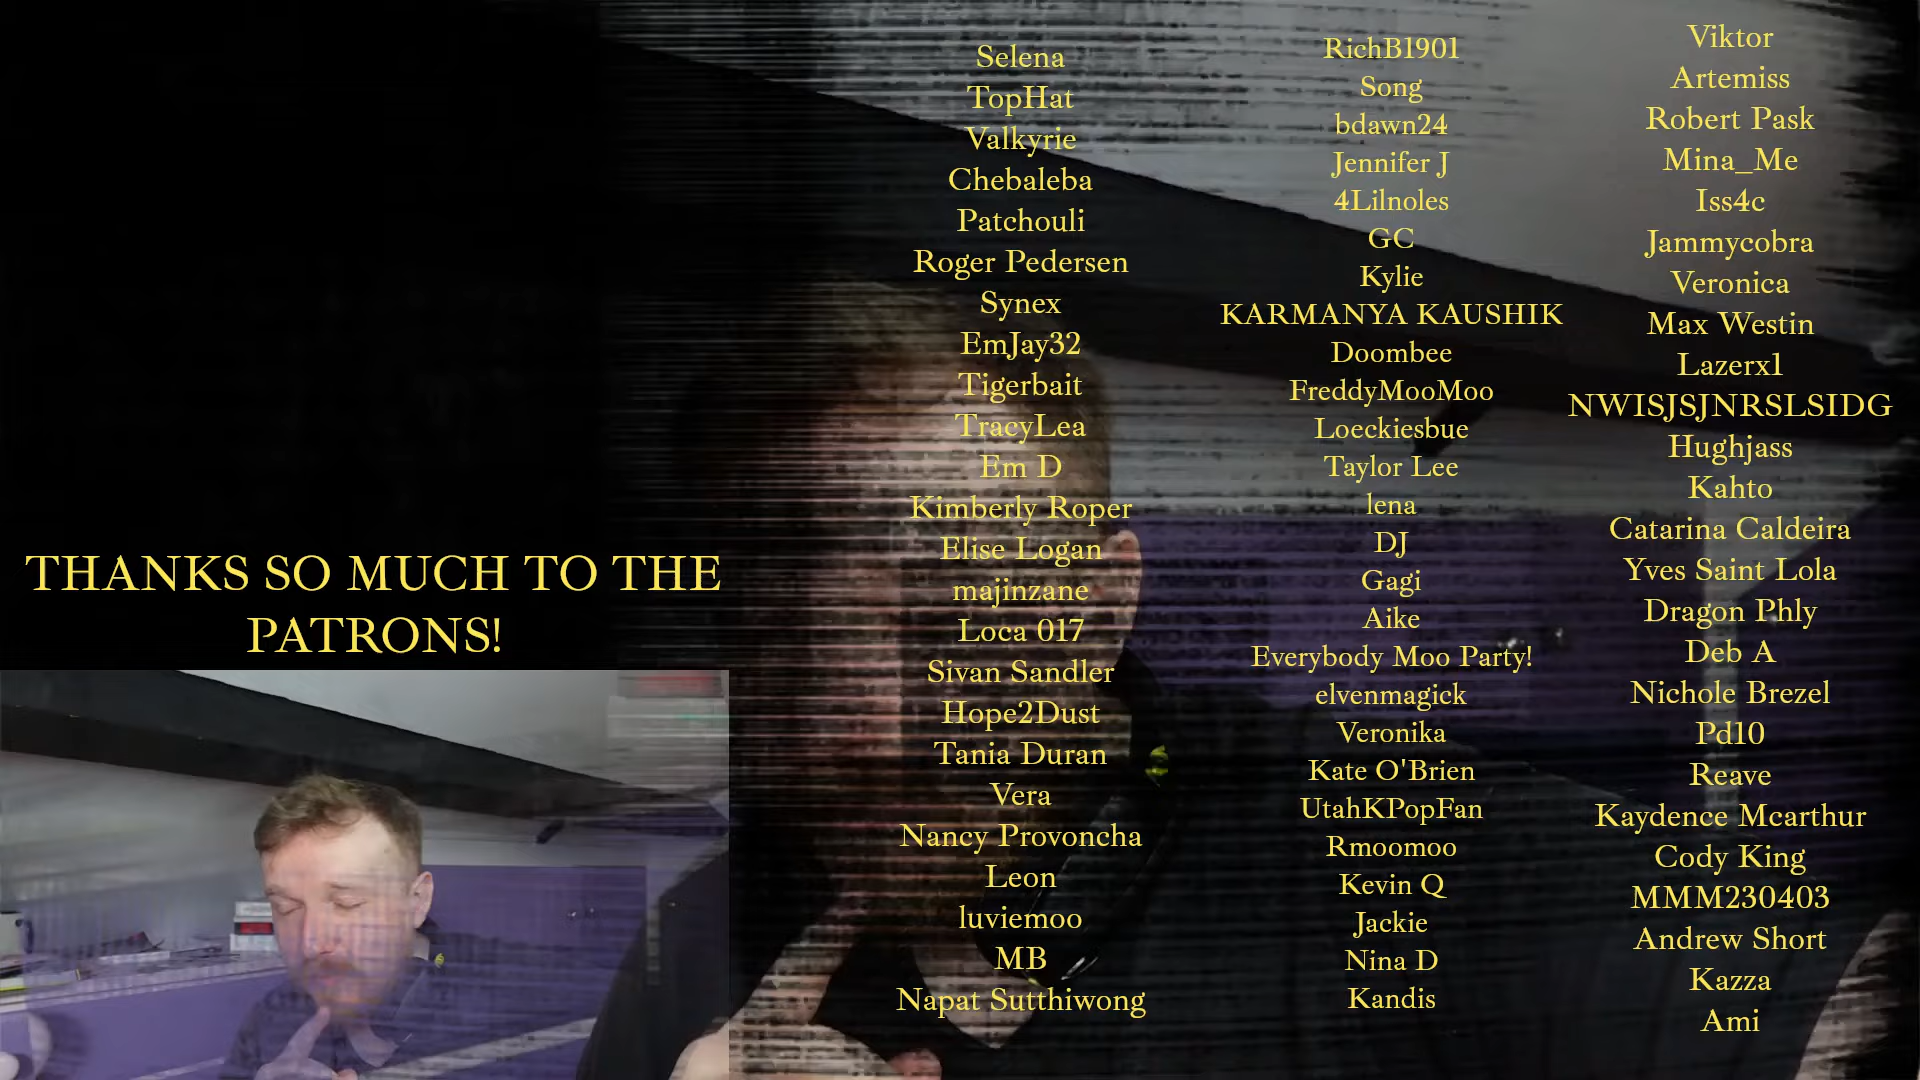 THANKS SO MUCH TO THE
PATRONS!
Selena
TopHat
Valkyrie
Chebaleba
Patchouli
Roger Pedersen
Synex
EmJay32
Tigerbait
TracyLea
Em D
Kimberly Roper
Elise Logan
majinzane
Loca 017
Sivan Sandler
Hope2Dust
Tania Duran
Vera
Nancy Provoncha
Leon
luviemoo
MB
Napat Sutthiwong
RichB1901
Song
bdawn24
Jennifer J
4Lilnoles
GC
Kylie
KARMANYA KAUSHIK
Doombee
FreddyMooMoo
Loeckiesbue
Taylor Lee
lena
DJ
Gagi
Aike
Everybody Moo Party!
elvenmagick
Veronika
Kate O'Brien
UtahKPopFan
Rmoomoo
Kevin Q
Jackie
Nina D
Kandis
Viktor
Artemiss
Robert Pask
Mina_Me
Iss4c
Jammycobra
Veronica
Max Westin
Lazerx1
NWISJSJNRSLSIDG
Hughjass
Kahto
Catarina Caldeira
Yves Saint Lola
Dragon Phly
Deb A
Nichole Brezel
Pd10
Reave
Kaydence Mcarthur
Cody King
MMM230403
Andrew Short
Kazza
Ami